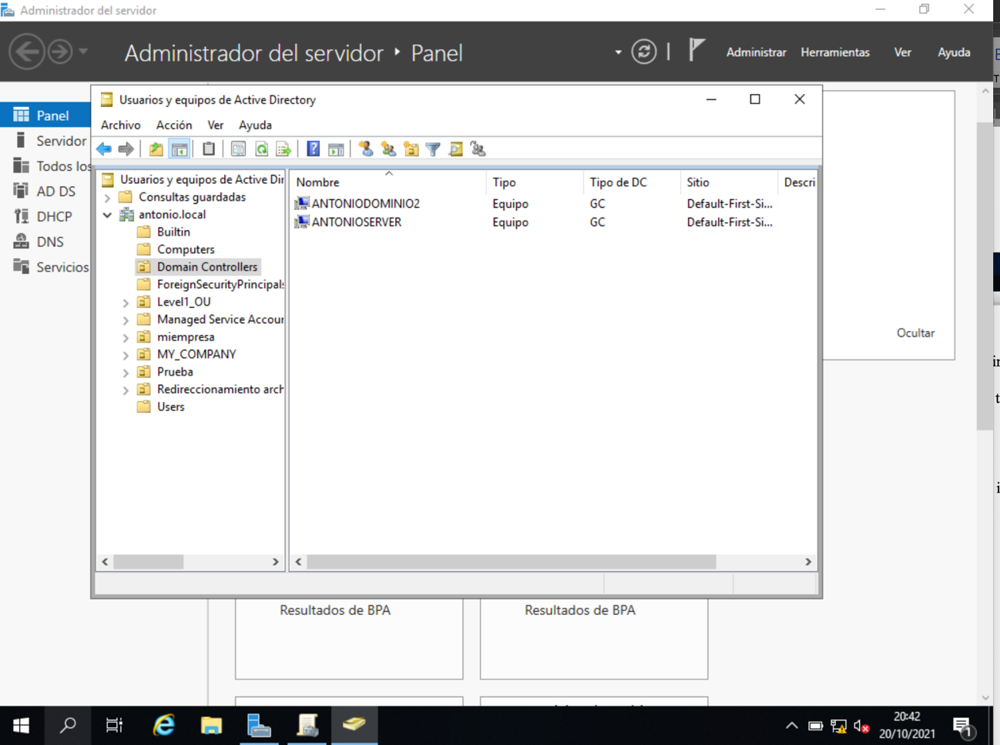 Administrador del servidor
Administrador del servidor ‣ Panel
Administrar Herramientas Ver Ayuda
Usuarios y equipos de Active Directory
Archivo Acción Ver Ayuda
Panel
Servidor
Todos los
AD DS
DHCP
DNS
Servicios
Usuarios y equipos de Active Dir
Consultas guardadas
antonio.local
Builtin
Computers
Domain Controllers
ForeignSecurityPrincipals
Level1_OU
Managed Service Accour
miempresa
MY_COMPANY
Prueba
Redireccionamiento arch
Users
Nombre Tipo Tipo de DC Sitio Descri
ANTONIODOMINIO2 Equipo GC Default-First-Si...
ANTONIOSERVER Equipo GC Default-First-Si...
Ocultar
Resultados de BPA
Resultados de BPA
20:42
20/10/2021
1